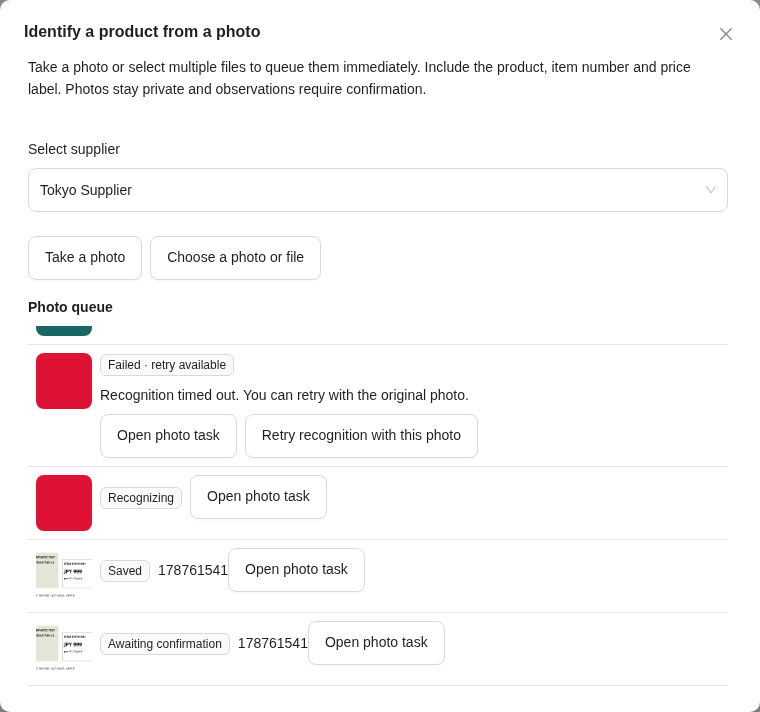 Identify a product from a photo
Take a photo or select multiple files to queue them immediately. Include the product, item number and price
label. Photos stay private and observations require confirmation.
Select supplier
Tokyo Supplier
Take a photo
Choose a photo or file
Photo queue
Failed · retry available
Recognition timed out. You can retry with the original photo.
Open photo task
Retry recognition with this photo
Recognizing
Open photo task
JPY 999
Saved
178761541
Open photo task
JPY 999
Awaiting confirmation
178761541
Open photo task